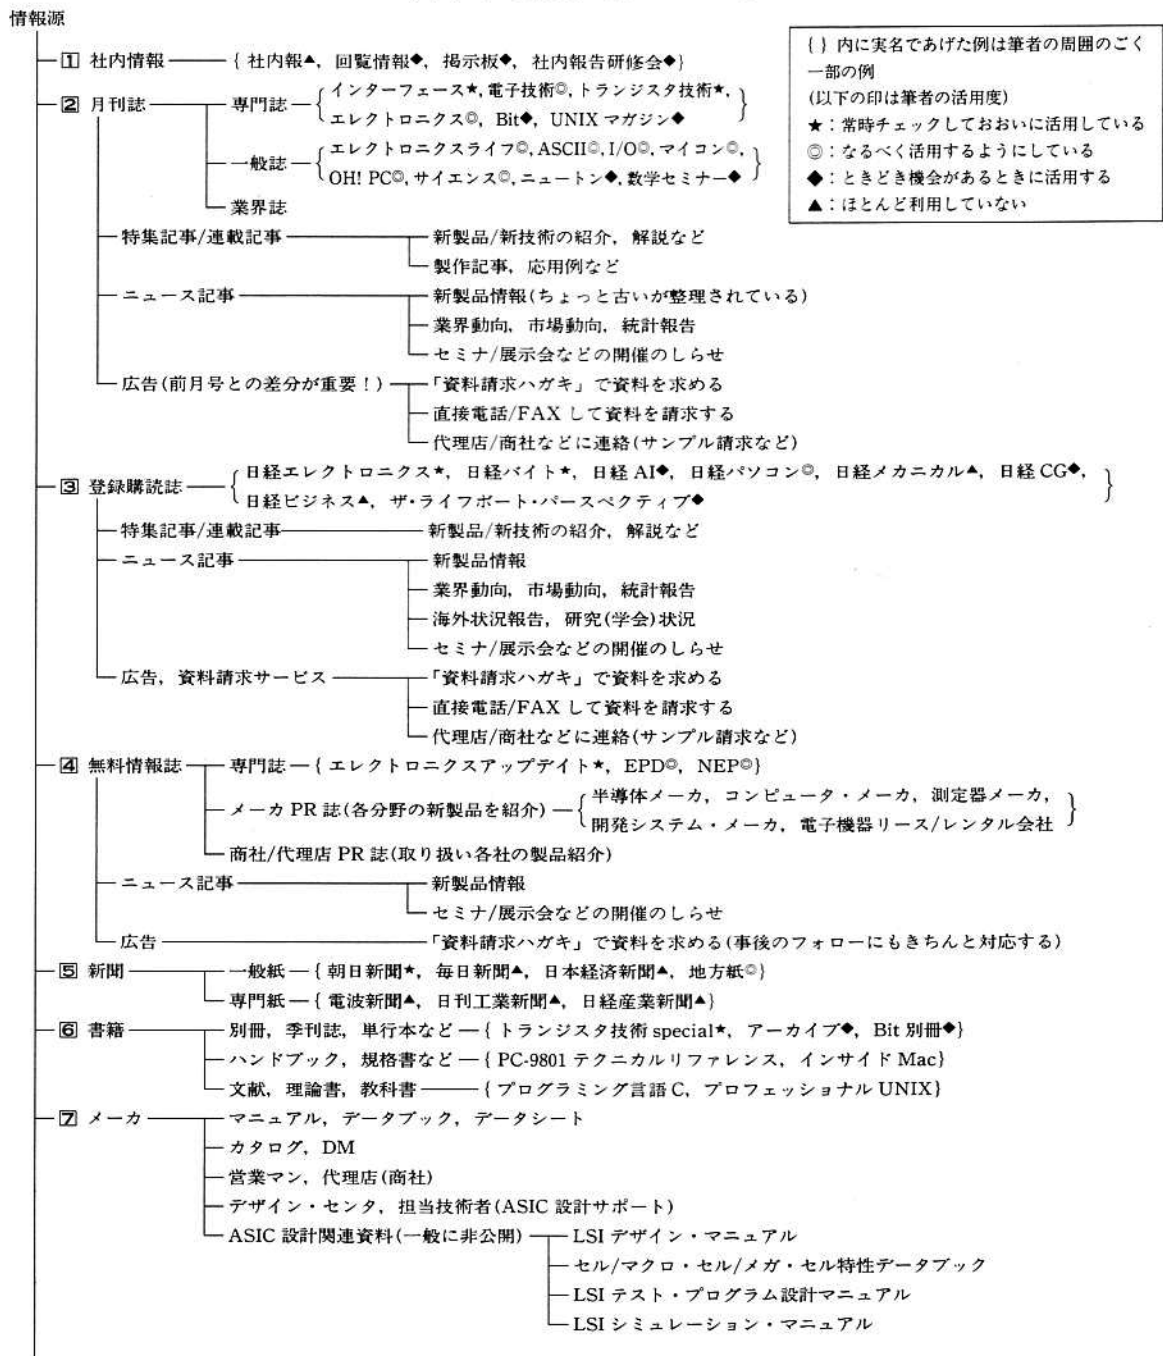 情報源
1 社内情報 { 社内報▲, 回覧情報◆, 掲示板◆, 社内報告研修会◆}
{ } 内に実名であげた例は筆者の周囲のごく
一部の例
(以下の印は筆者の活用度)
★：常時チェックしておおいに活用している
◎：なるべく活用するようにしている
◆：ときどき機会があるときに活用する
▲：ほとんど利用していない
2 月刊誌
専門誌 { インターフェース★, 電子技術◎, トランジスタ技術★,
エレクトロニクス◎, Bit◆, UNIX マガジン◆ }
一般誌 { エレクトロニクスライフ◎, ASCII◎, I/O◎, マイコン◎,
OH! PC◎, サイエンス◎, ニュートン◆, 数学セミナー◆ }
業界誌
特集記事/連載記事 新製品/新技術の紹介, 解説など
製作記事, 応用例など
ニュース記事 新製品情報(ちょっと古いが整理されている)
業界動向, 市場動向, 統計報告
セミナ/展示会などの開催のしらせ
広告(前月号との差分が重要！) 「資料請求ハガキ」で資料を求める
直接電話/FAX して資料を請求する
代理店/商社などに連絡(サンプル請求など)
3 登録購読誌 { 日経エレクトロニクス★, 日経バイト★, 日経 AI◆, 日経パソコン◎, 日経メカニカル▲, 日経 CG◆,
日経ビジネス▲, ザ・ライフボート・パースペクティブ◆ }
特集記事/連載記事 新製品/新技術の紹介, 解説など
ニュース記事 新製品情報
業界動向, 市場動向, 統計報告
海外状況報告, 研究(学会)状況
セミナ/展示会などの開催のしらせ
広告, 資料請求サービス 「資料請求ハガキ」で資料を求める
直接電話/FAX して資料を請求する
代理店/商社などに連絡(サンプル請求など)
4 無料情報誌 専門誌 { エレクトロニクスアップデイト★, EPD◎, NEP◎}
メーカ PR 誌(各分野の新製品を紹介) { 半導体メーカ, コンピュータ・メーカ, 測定器メーカ,
開発システム・メーカ, 電子機器リース/レンタル会社 }
商社/代理店 PR 誌(取り扱い各社の製品紹介)
ニュース記事 新製品情報
セミナ/展示会などの開催のしらせ
広告 「資料請求ハガキ」で資料を求める(事後のフォローにもきちんと対応する)
5 新聞 一般紙 { 朝日新聞★, 毎日新聞▲, 日本経済新聞▲, 地方紙◎}
専門紙 { 電波新聞▲, 日刊工業新聞▲, 日経産業新聞▲}
6 書籍 別冊, 季刊誌, 単行本など { トランジスタ技術 special★, アーカイブ◆, Bit 別冊◆}
ハンドブック, 規格書など { PC-9801 テクニカルリファレンス, インサイド Mac}
文献, 理論書, 教科書 { プログラミング言語 C, プロフェッショナル UNIX}
7 メーカ マニュアル, データブック, データシート
カタログ, DM
営業マン, 代理店(商社)
デザイン・センタ, 担当技術者(ASIC 設計サポート)
ASIC 設計関連資料(一般に非公開) LSI デザイン・マニュアル
セル/マクロ・セル/メガ・セル特性データブック
LSI テスト・プログラム設計マニュアル
LSI シミュレーション・マニュアル